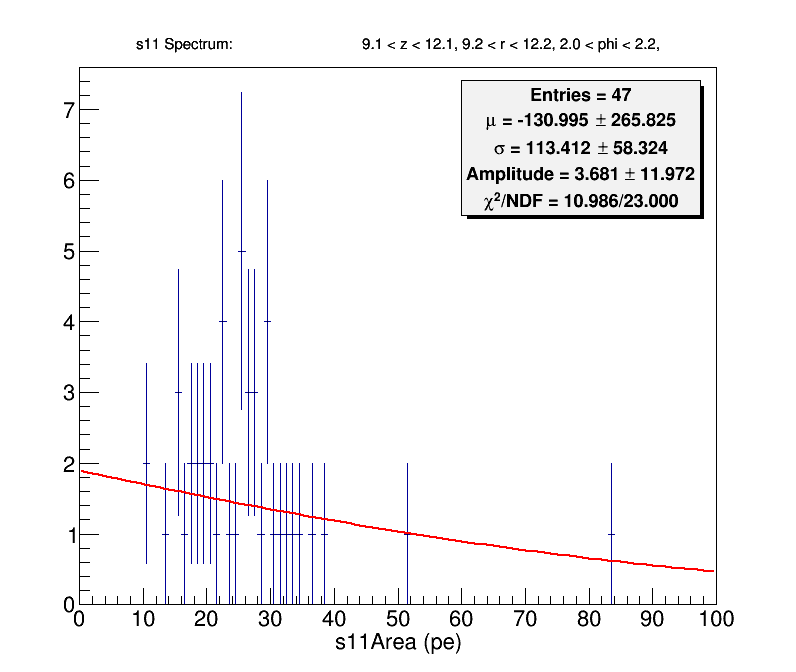 s11 Spectrum: 9.1 < z < 12.1, 9.2 < r < 12.2, 2.0 < phi < 2.2,
Entries = 47
μ = -130.995 ± 265.825
σ = 113.412 ± 58.324
Amplitude = 3.681 ± 11.972
χ²/NDF = 10.986/23.000
7
6
5
4
3
2
1
0
0 10 20 30 40 50 60 70 80 90 100
s11Area (pe)